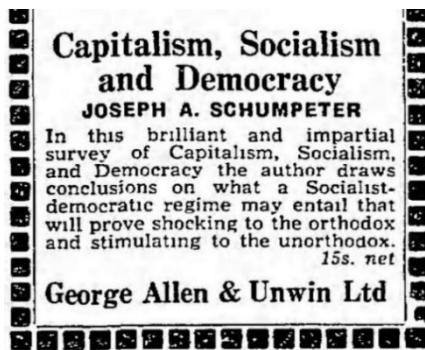 Capitalism, Socialism
and Democracy
JOSEPH A. SCHUMPETER
In this brilliant and impartial
survey of Capitalism, Socialism,
and Democracy the author draws
conclusions on what a Socialist-
democratic regime may entail that
will prove shocking to the orthodox
and stimulating to the unorthodox.
15s. net
George Allen & Unwin Ltd